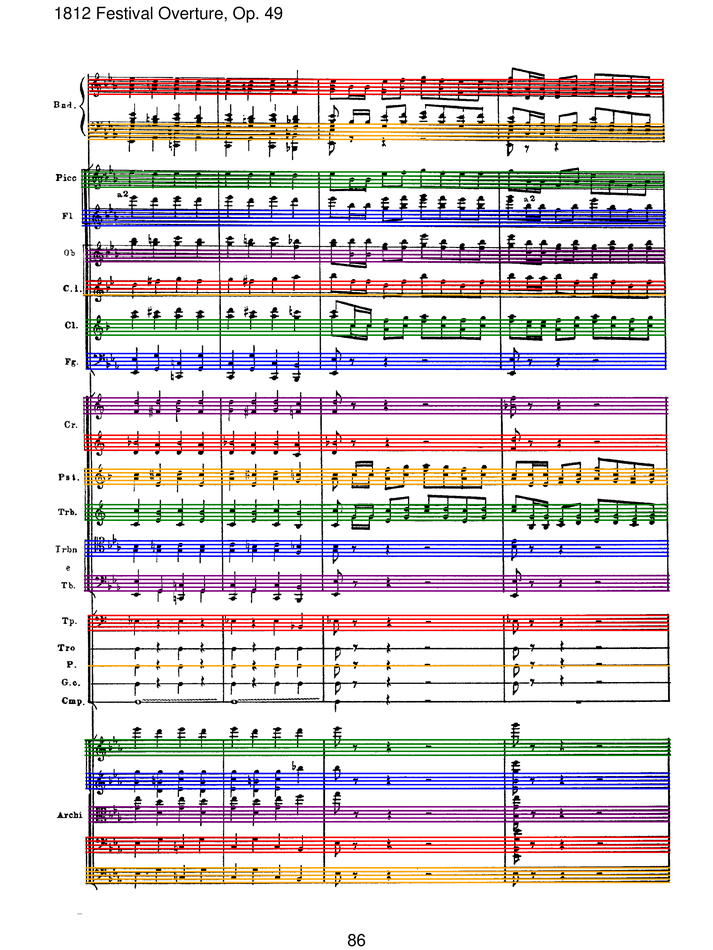 1812 Festival Overture, Op. 49
Bnd.
Picc
a2
Fl
a2
Ob
C.i.
Cl.
Fg.
Cr.
Pst.
Trb.
Trbn
e
Tb.
Tp.
Tro
P.
G.c.
Cmp.
Archi
86